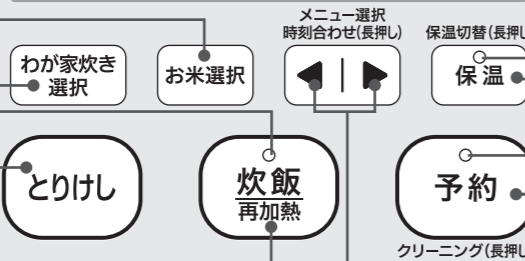 メニュー選択
時刻合わせ(長押し)
保温切替(長押し
わが家炊き
選択
お米選択
保温
とりけし
炊飯
再加熱
予約
クリーニング(長押し